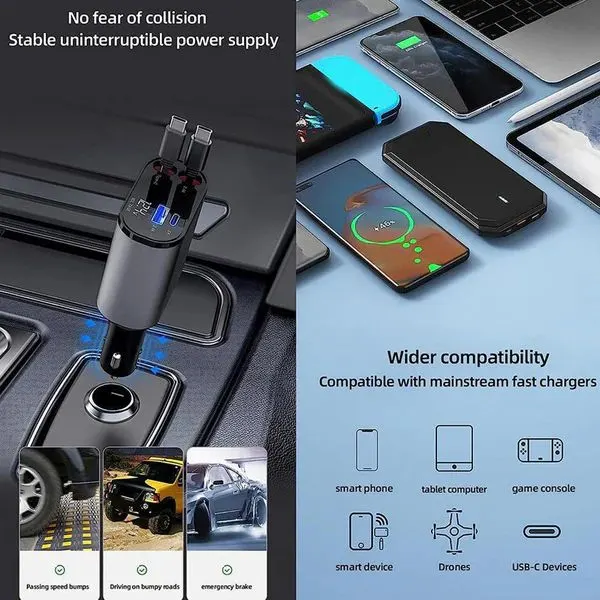 No fear of collision
Stable uninterruptible power supply
Passing speed bumps
Driving on bumpy roads
emergency brake
Wider compatibility
Compatible with mainstream fast chargers
smart phone
tablet computer
game console
smart device
Drones
USB-C Devices